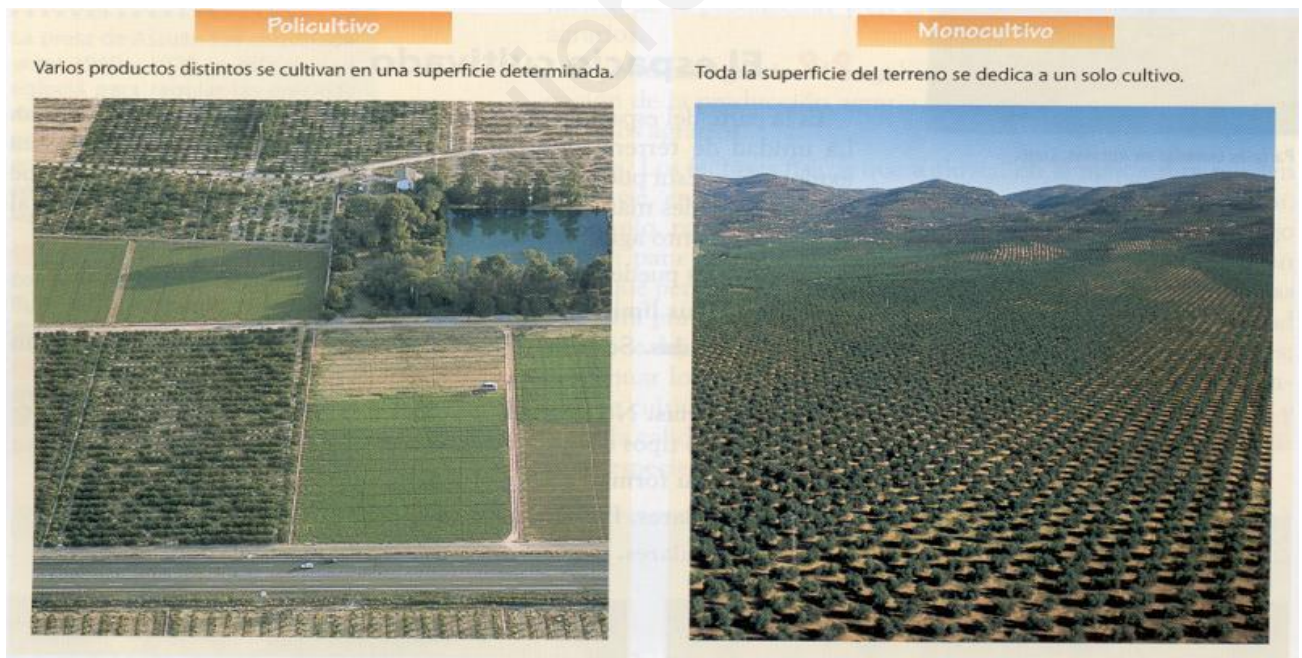 Policultivo
Varios productos distintos se cultivan en una superficie determinada.
Monocultivo
Toda la superficie del terreno se dedica a un solo cultivo.